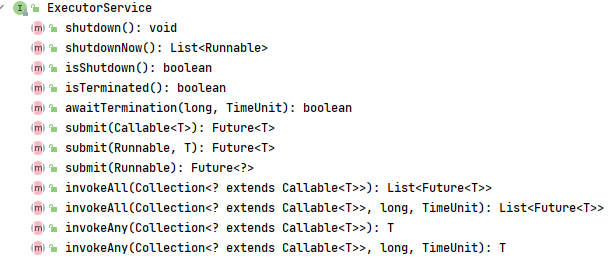 ExecutorService
shutdown(): void
shutdownNow(): List<Runnable>
isShutdown(): boolean
isTerminated(): boolean
awaitTermination(long, TimeUnit): boolean
submit(Callable<T>): Future<T>
submit(Runnable, T): Future<T>
submit(Runnable): Future<?>
invokeAll(Collection<? extends Callable<T>>): List<Future<T>>
invokeAll(Collection<? extends Callable<T>>, long, TimeUnit): List<Future<T>>
invokeAny(Collection<? extends Callable<T>>): T
invokeAny(Collection<? extends Callable<T>>, long, TimeUnit): T